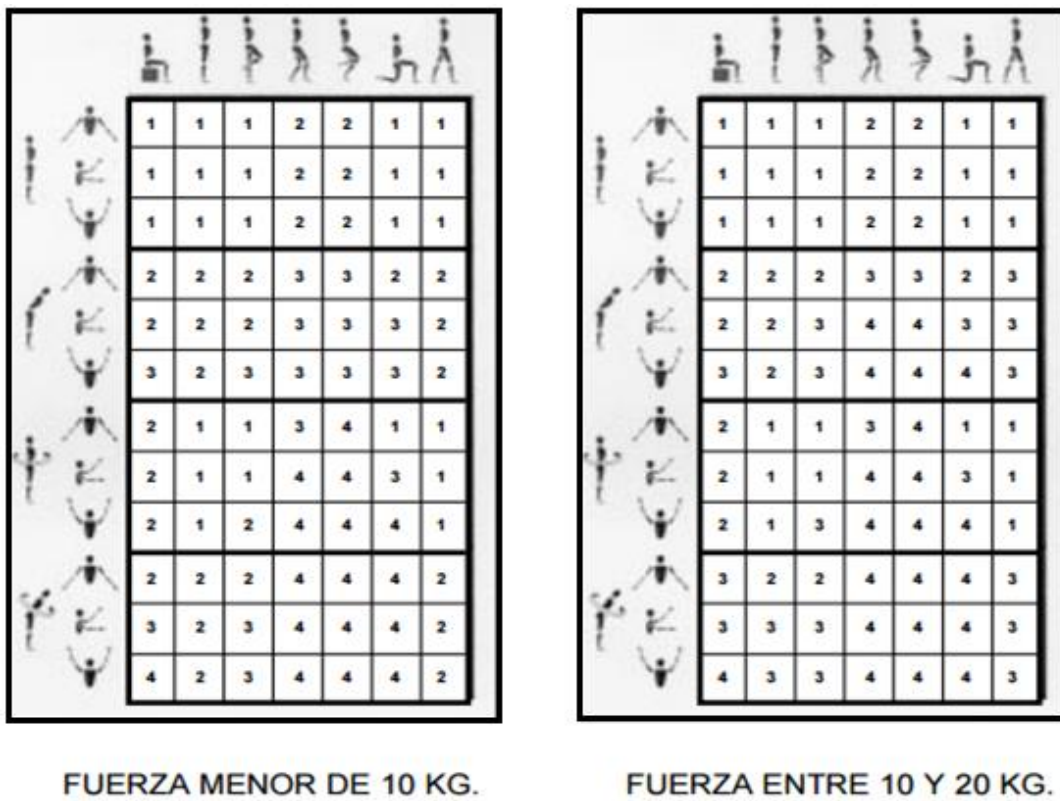 1 1 1 2 2 1 1
1 1 1 2 2 1 1
1 1 1 2 2 1 1
2 2 2 3 3 2 2
2 2 2 3 3 3 2
3 2 3 3 3 3 2
2 1 1 3 4 1 1
2 1 1 4 4 3 1
2 1 2 4 4 4 1
2 2 2 4 4 4 2
3 2 3 4 4 4 2
4 2 3 4 4 4 2
FUERZA MENOR DE 10 KG.
1 1 1 2 2 1 1
1 1 1 2 2 1 1
1 1 1 2 2 1 1
2 2 2 3 3 2 3
2 2 3 4 4 3 3
3 2 3 4 4 4 3
2 1 1 3 4 1 1
2 1 1 4 4 3 1
2 1 3 4 4 4 1
3 2 2 4 4 4 3
3 3 3 4 4 4 3
4 3 3 4 4 4 3
FUERZA ENTRE 10 Y 20 KG.